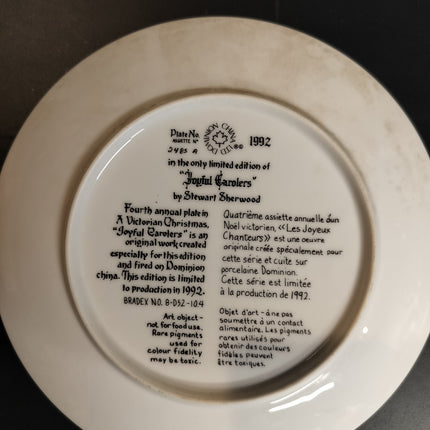 Plate No.
ASSIETTE N°
2485 A
DOMINION CHINA LTD.
®
1992
in the only limited edition of
"Joyful Carolers"
by Stewart Sherwood
Fourth annual plate in
A Victorian Christmas,
"Joyful Carolers" is an
original work created
especially for this edition
and fired on Dominion
china. This edition is limited
to production in 1992.
BRADEX NO. 8-D52-10.4
Art object-
not for food use.
Rare pigments
used for
colour fidelity
may be toxic.
Quatrième assiette annuelle d'un
Noël victorien, «Les Joyeux
Chanteurs» est une oeuvre
originale créée spécialement pour
cette série et cuite sur
porcelaine Dominion.
Cette série est limitée
à la production de 1992.
Objet d'art-à ne pas
soumettre à un contact
alimentaire. Les pigments
rares utilisés pour
obtenir des couleurs
fidèles peuvent
être toxiques.